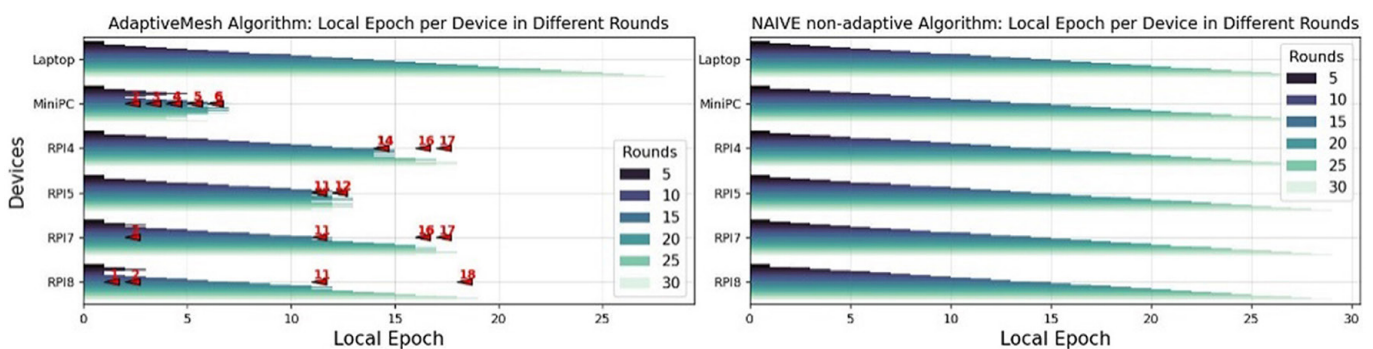 AdaptiveMesh Algorithm: Local Epoch per Device in Different Rounds
Devices
Laptop
MiniPC
2 3 4 5 6
RPI4
14 16 17
RPI5
11 12
RPI7
11 16 17
RPI8
1 2 11 18
Rounds
5
10
15
20
25
30
0 5 10 15 20 25
Local Epoch
NAIVE non-adaptive Algorithm: Local Epoch per Device in Different Rounds
Laptop
MiniPC
RPI4
RPI5
RPI7
RPI8
Rounds
5
10
15
20
25
30
0 5 10 15 20 25 30
Local Epoch